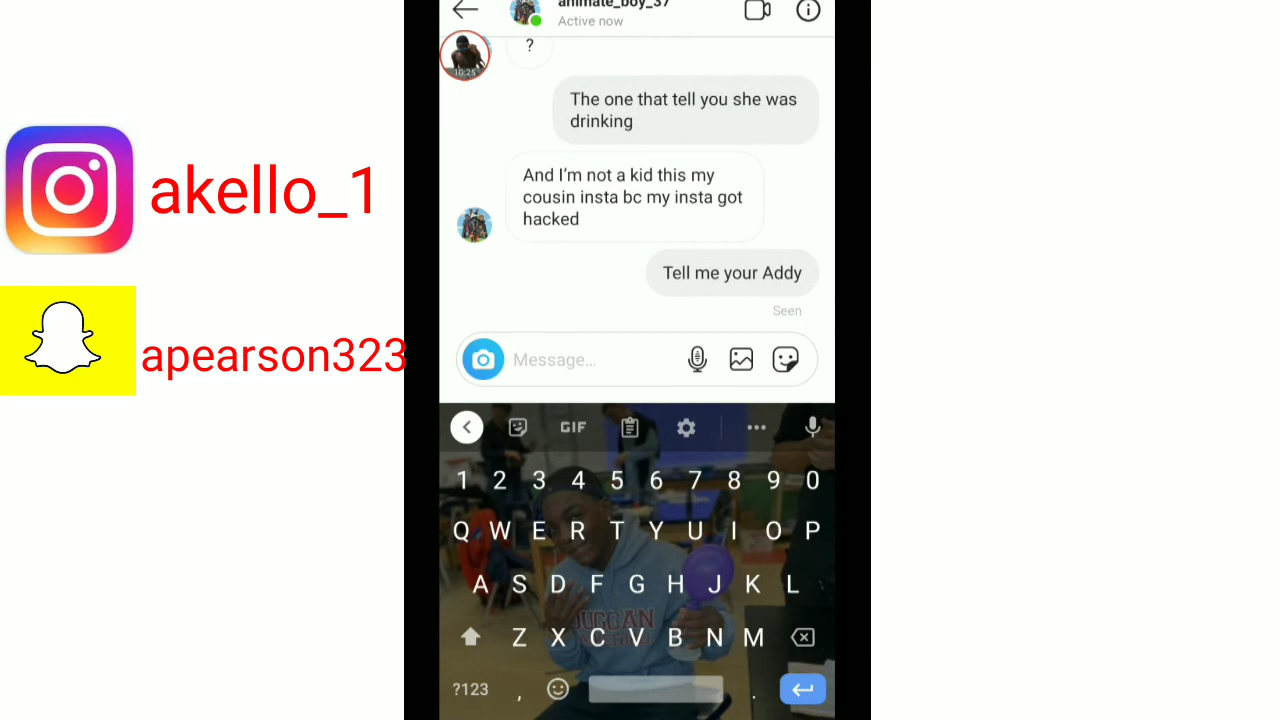 animate_boy_37
Active now
10:25
?
The one that tell you she was
drinking
And I’m not a kid this my
cousin insta bc my insta got
hacked
Tell me your Addy
Seen
Message...
akello_1
apearson323
GIF
1 2 3 4 5 6 7 8 9 0
Q W E R T Y U I O P
A S D F G H J K L
Z X C V B N M
?123 , .